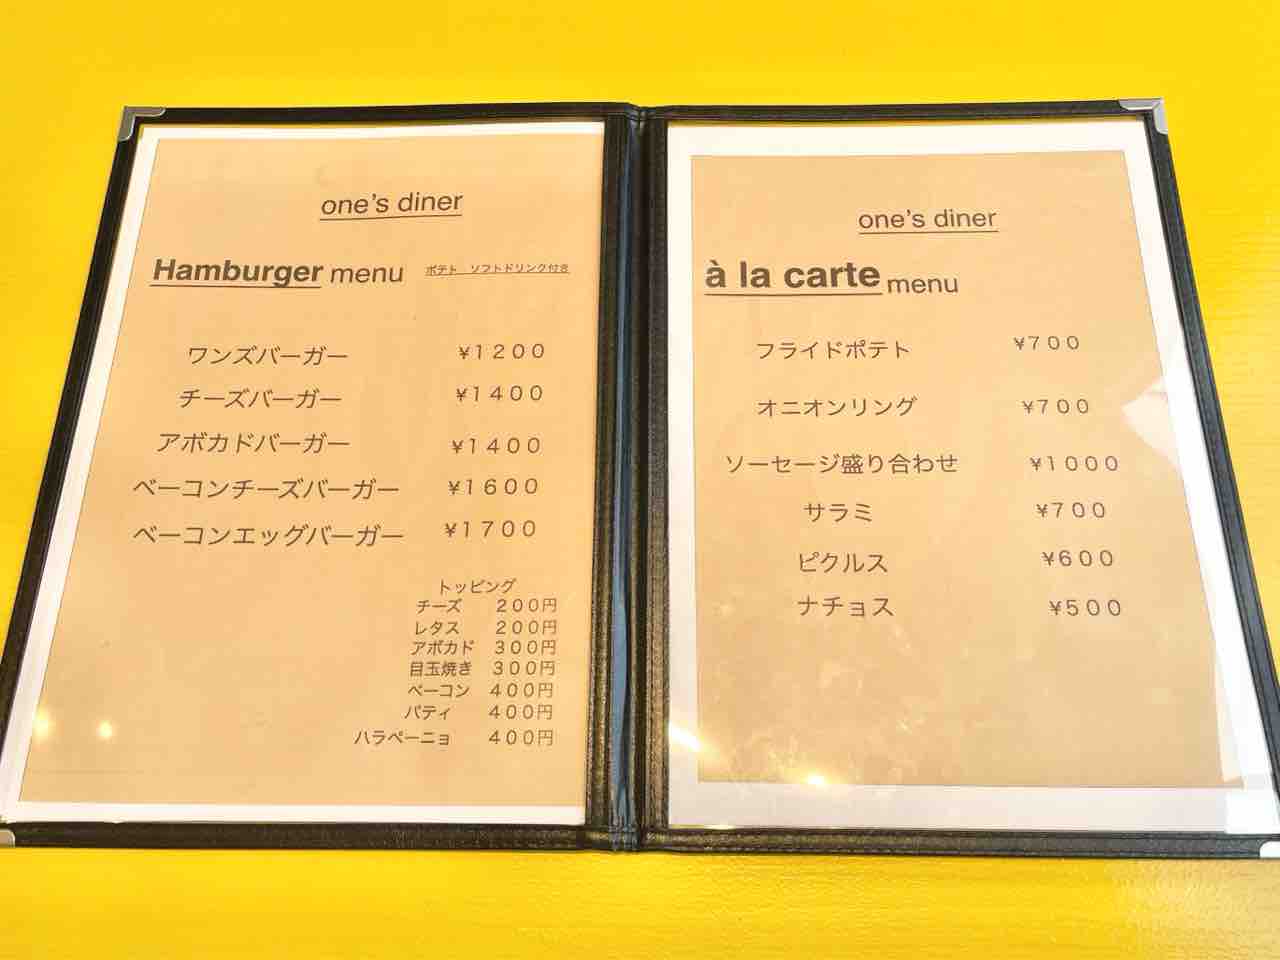 one's diner
Hamburger menu ポテト ソフトドリンク付き
ワンズバーガー ¥1200
チーズバーガー ¥1400
アボカドバーガー ¥1400
ベーコンチーズバーガー ¥1600
ベーコンエッグバーガー ¥1700
トッピング
チーズ 200円
レタス 200円
アボカド 300円
目玉焼き 300円
ベーコン 400円
パティ 400円
ハラペーニョ 400円
one's diner
à la carte menu
フライドポテト ¥700
オニオンリング ¥700
ソーセージ盛り合わせ ¥1000
サラミ ¥700
ピクルス ¥600
ナチョス ¥500